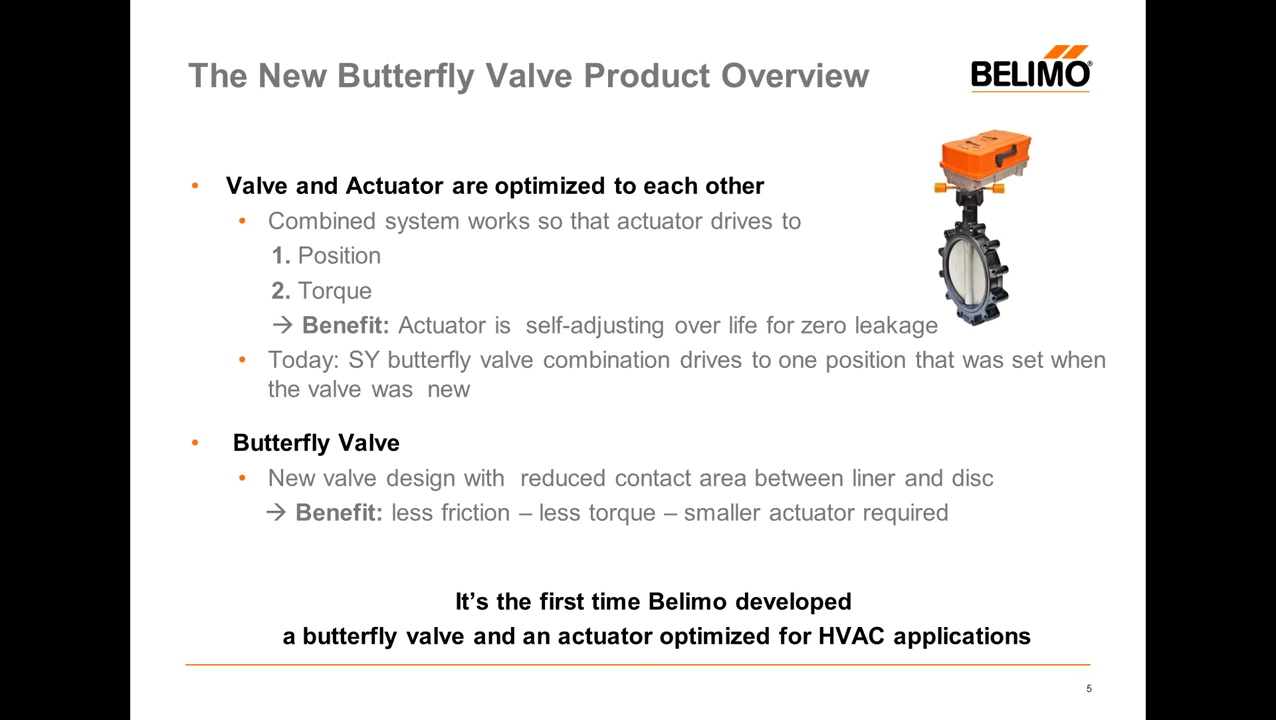 The New Butterfly Valve Product Overview
BELIMO®
• Valve and Actuator are optimized to each other
• Combined system works so that actuator drives to
1. Position
2. Torque
→ Benefit: Actuator is self-adjusting over life for zero leakage
• Today: SY butterfly valve combination drives to one position that was set when
the valve was new
• Butterfly Valve
• New valve design with reduced contact area between liner and disc
→ Benefit: less friction – less torque – smaller actuator required
It’s the first time Belimo developed
a butterfly valve and an actuator optimized for HVAC applications
5